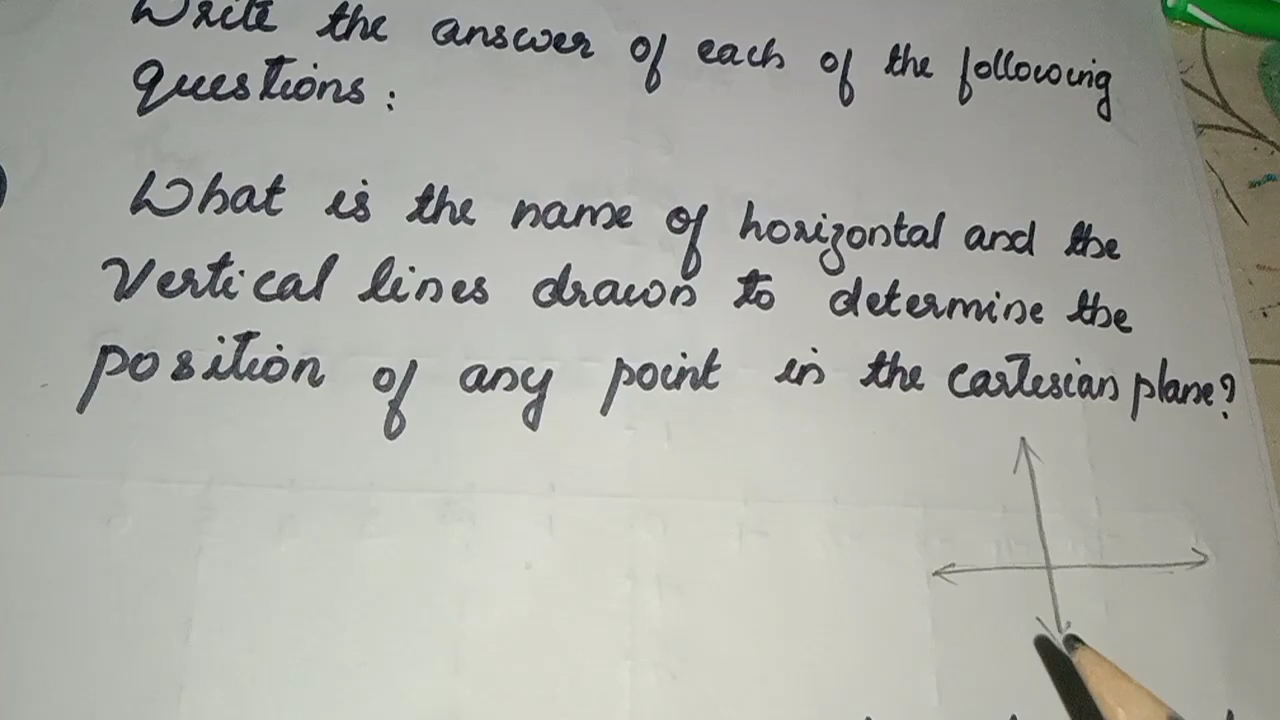 Write the answer of each of the following
questions:
What is the name of horizontal and the
Vertical lines drawn to determine the
position of any point in the cartesian plane?